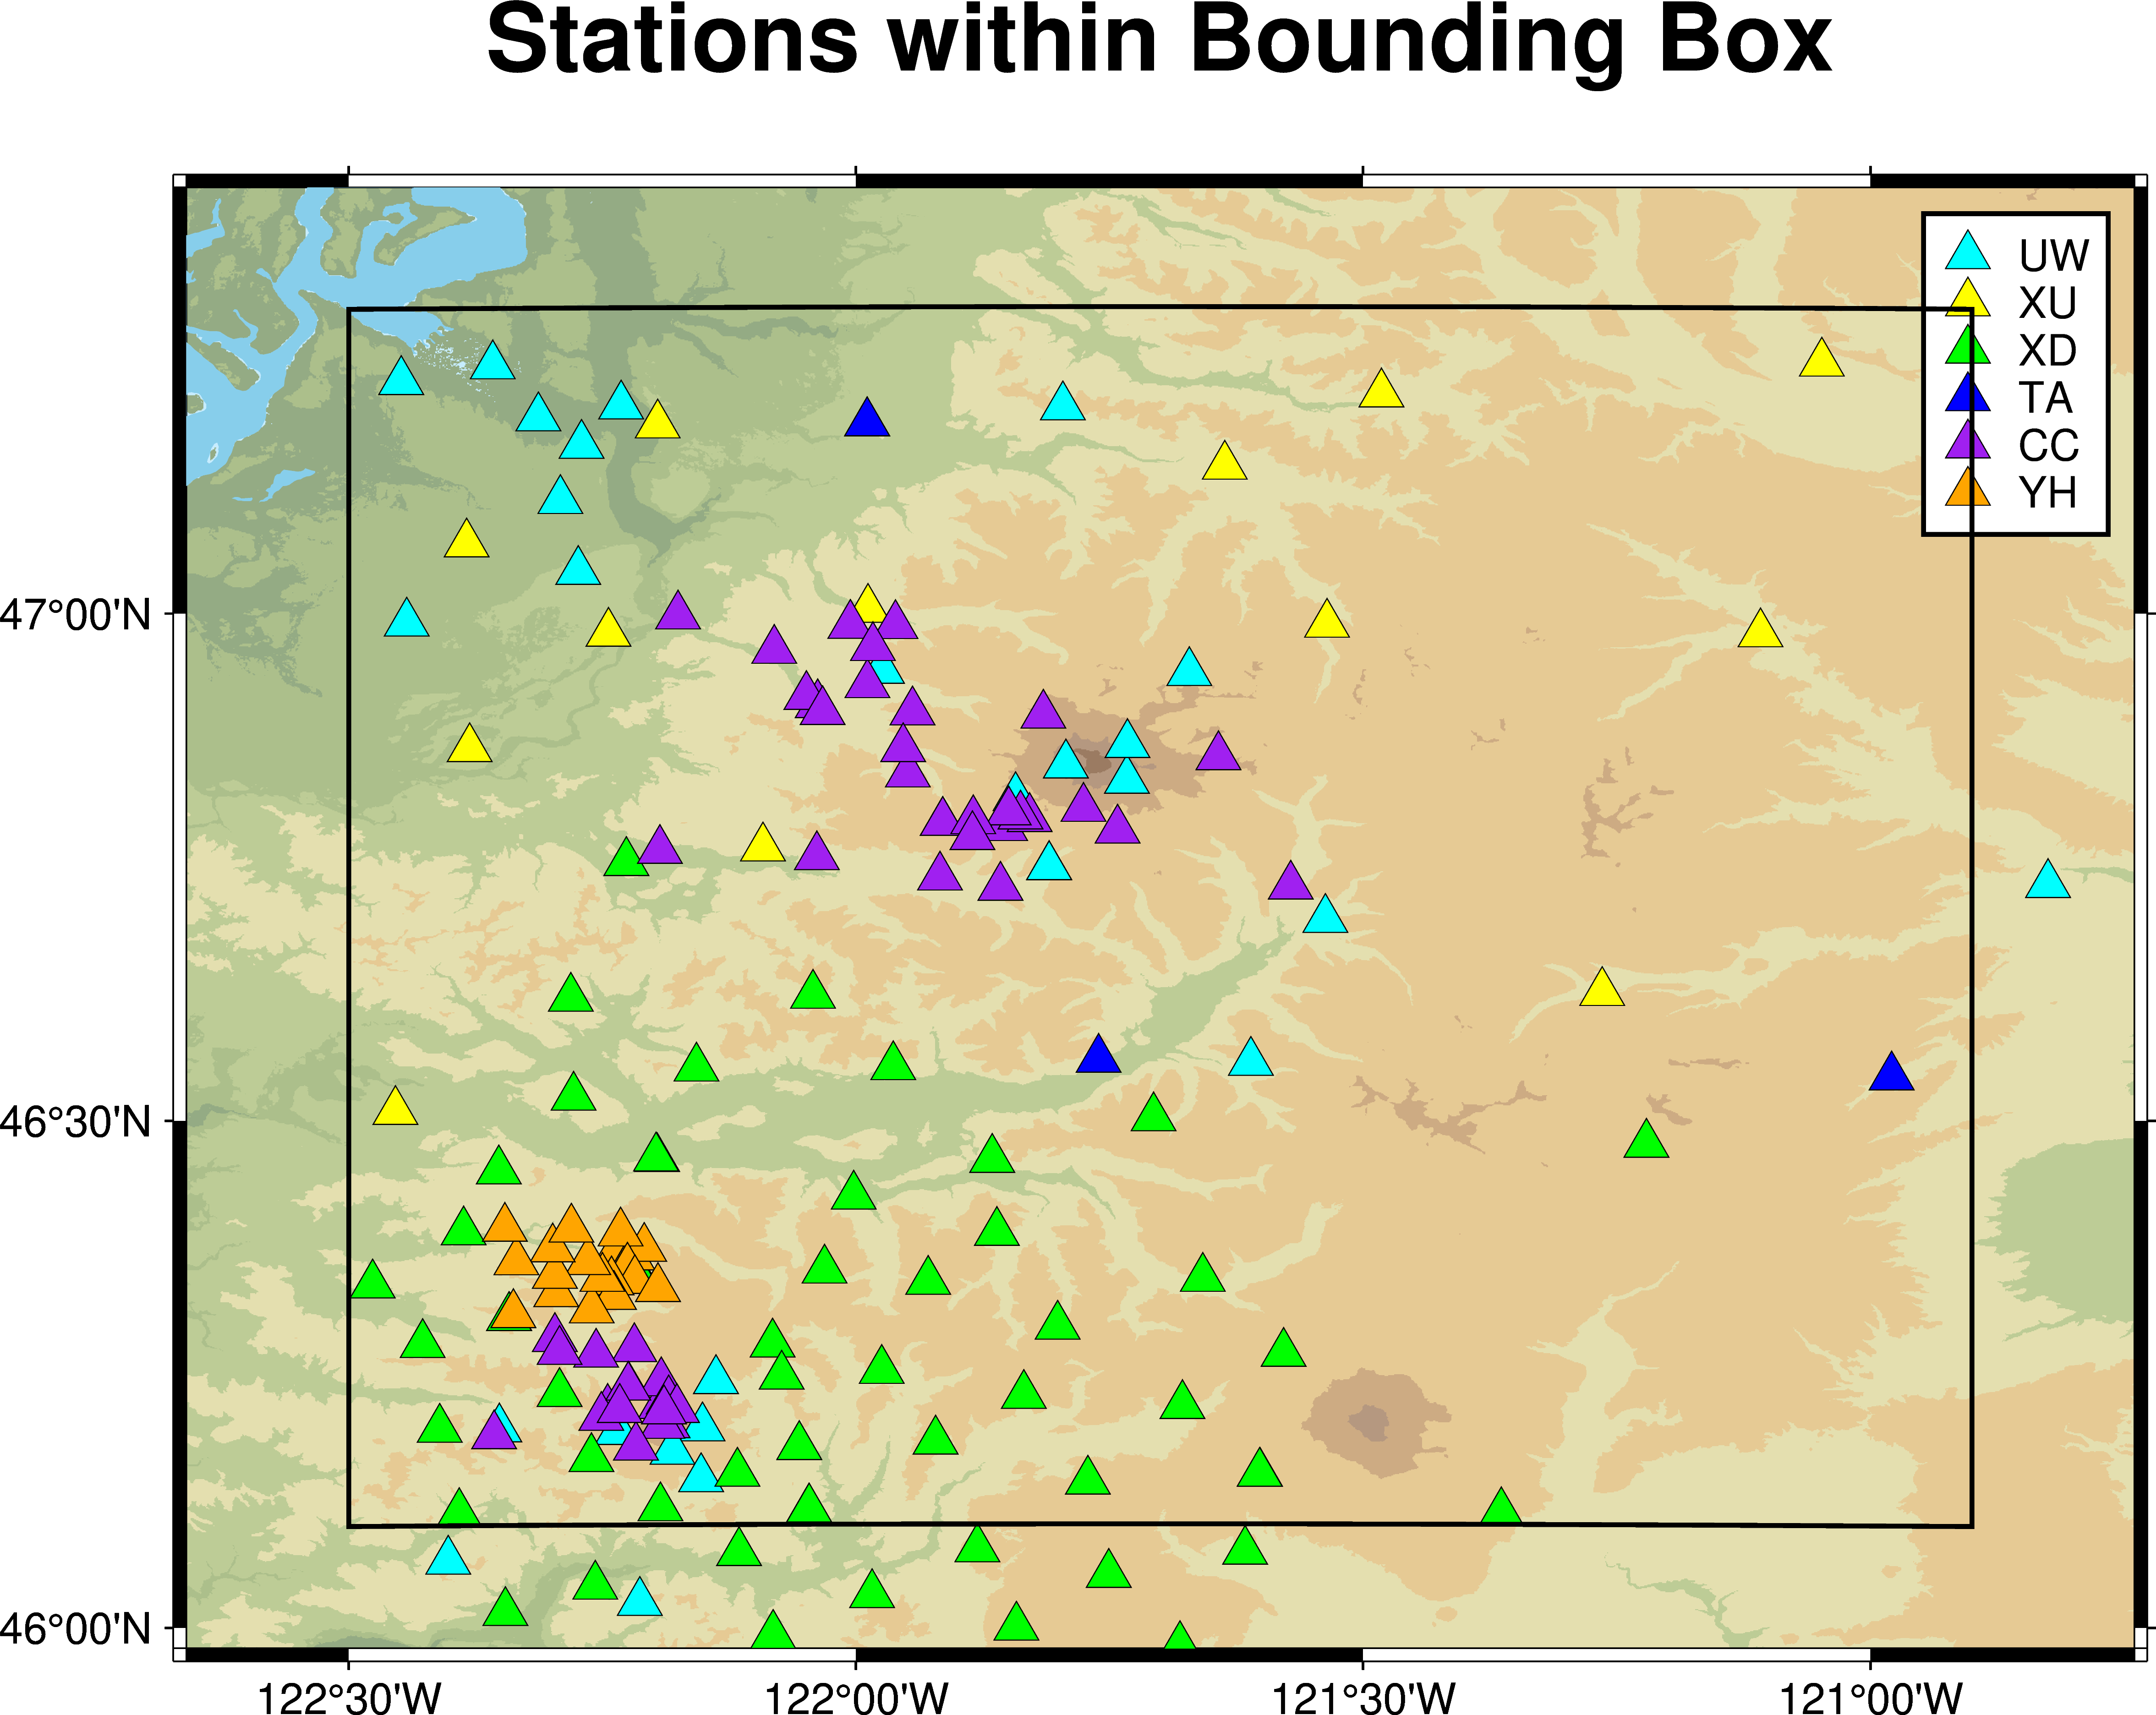 Stations within Bounding Box
UW
XU
XD
TA
CC
YH
47°00'N
46°30'N
46°00'N
122°30'W
122°00'W
121°30'W
121°00'W